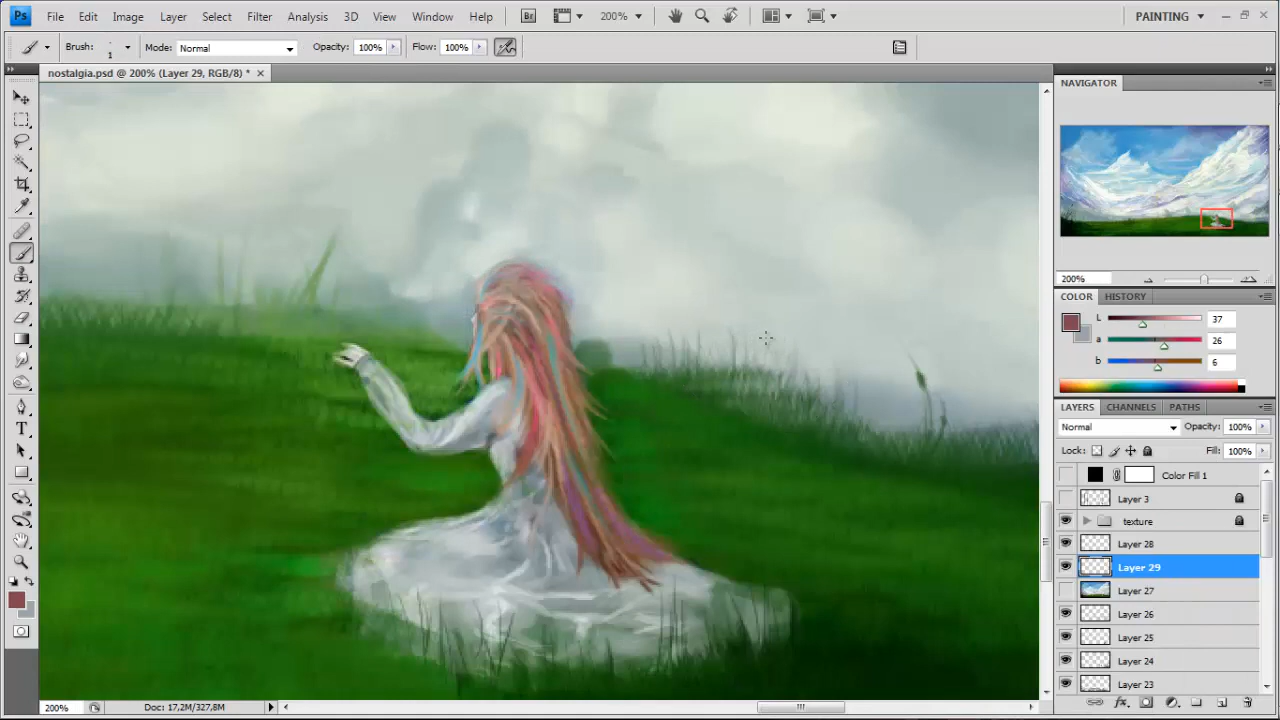 Ps File Edit Image Layer Select Filter Analysis 3D View Window Help Br 200% PAINTING
Brush: 1 Mode: Normal Opacity: 100% Flow: 100%
nostalgia.psd @ 200% (Layer 29, RGB/8) *
NAVIGATOR
200%
COLOR HISTORY
L 37
a 26
b 6
LAYERS CHANNELS PATHS
Normal Opacity: 100%
Lock: Fill: 100%
Color Fill 1
Layer 3
texture
Layer 28
Layer 29
Layer 27
Layer 26
Layer 25
Layer 24
Layer 23
200% Doc: 17,2M/327,8M